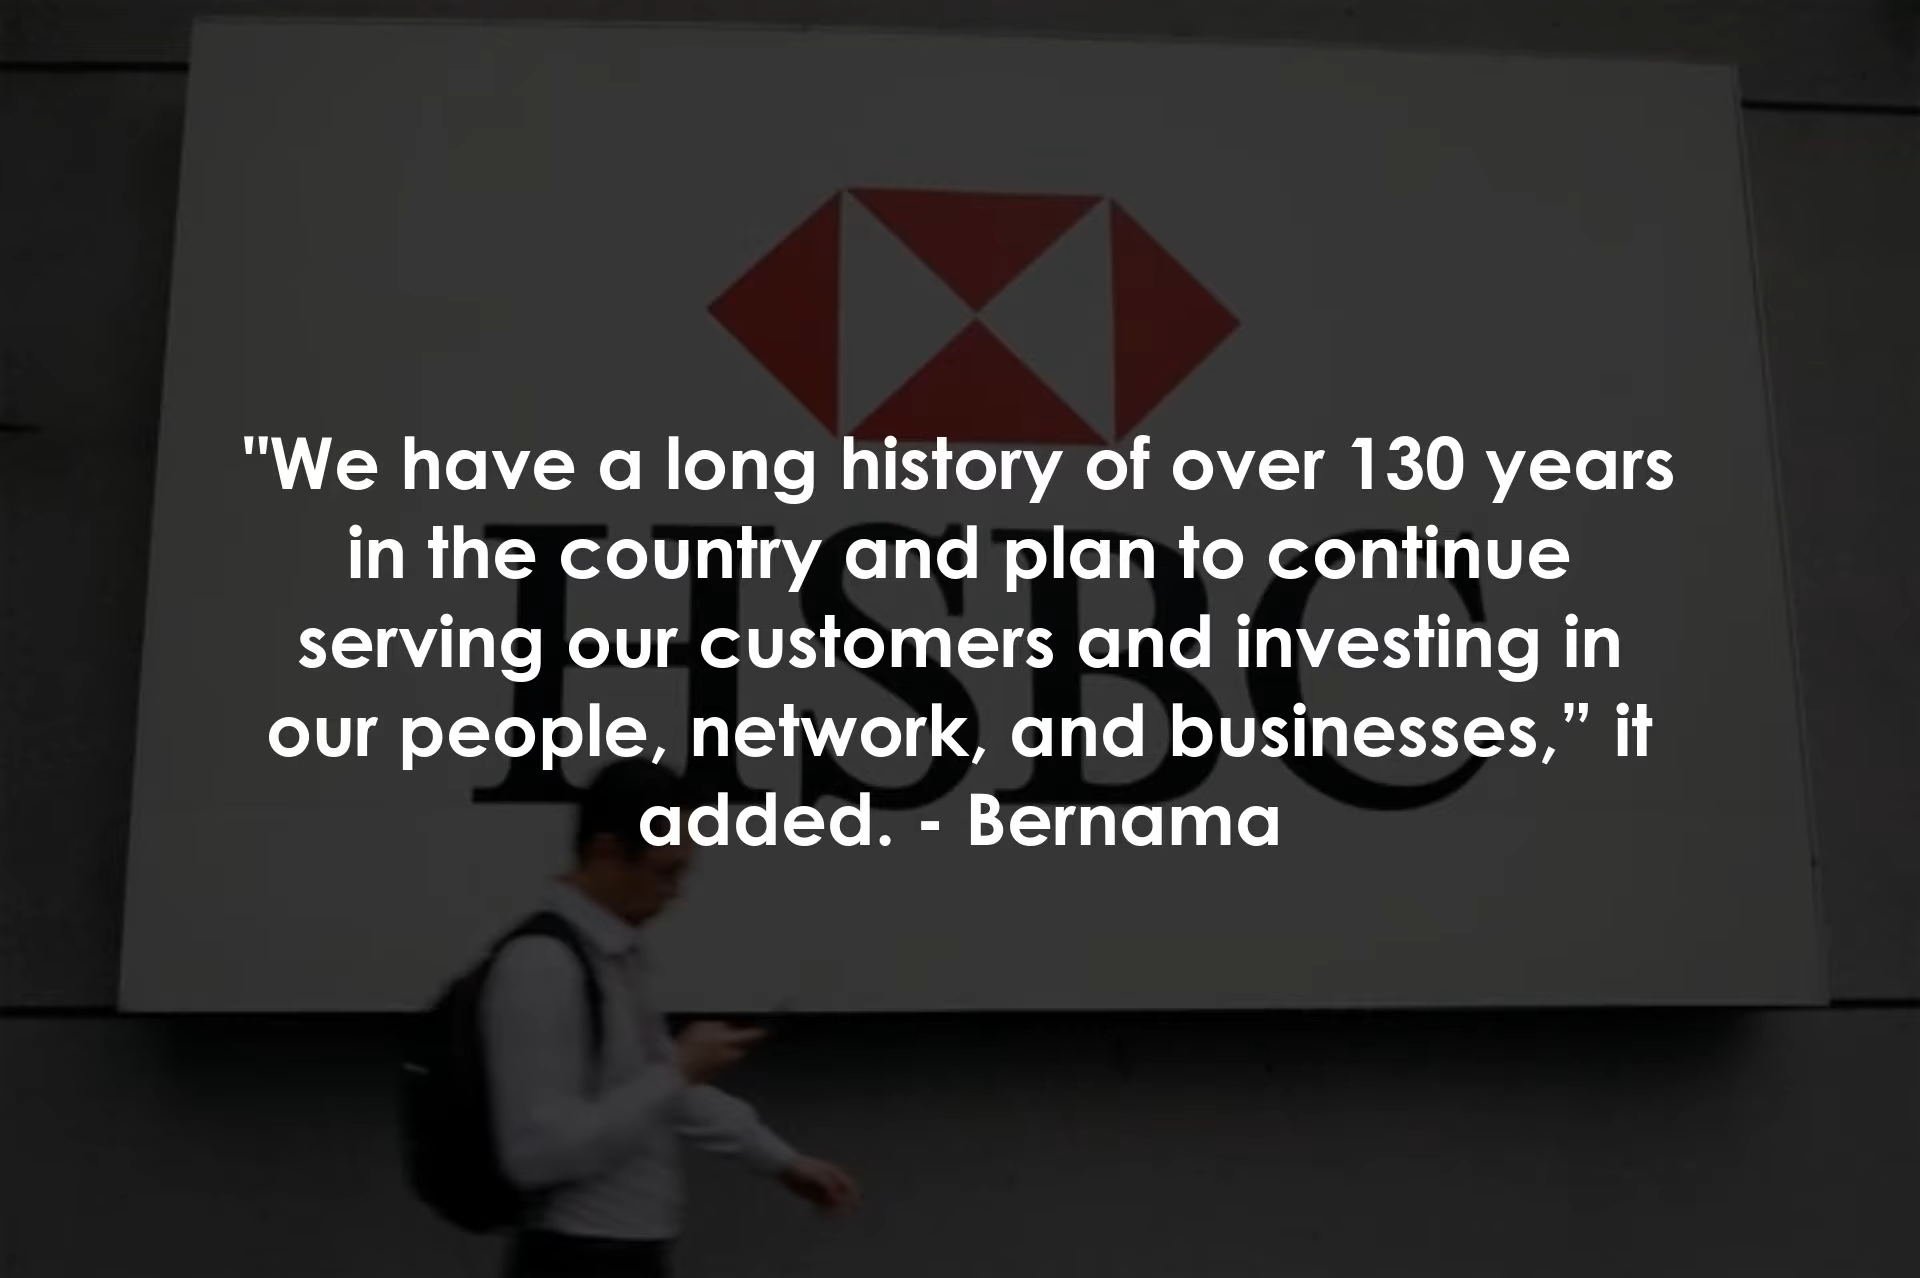 "We have a long history of over 130 years
in the country and plan to continue
serving our customers and investing in
our people, network, and businesses,” it
added. - Bernama
HSBC